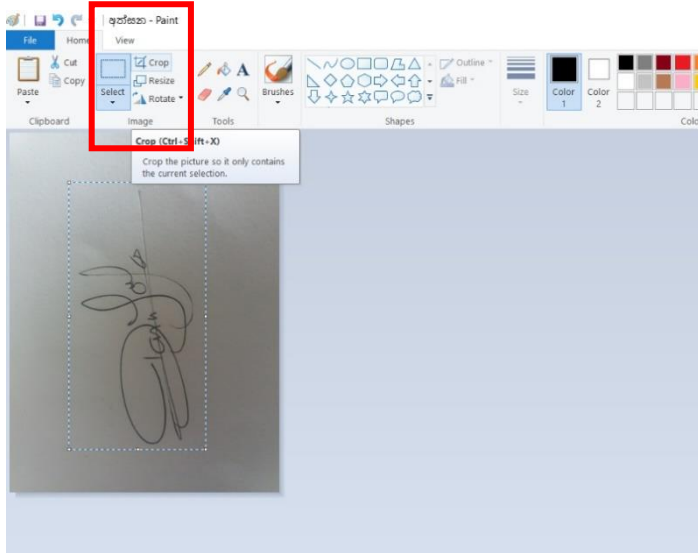 අත්සන - Paint
File Home View
Paste
Cut
Copy
Clipboard
Select
Crop
Resize
Rotate
Image
Tools
Brushes
Shapes
Outline
Fill
Size
Color 1
Color 2
Colo
Crop (Ctrl+Shift+X)
Crop the picture so it only contains
the current selection.